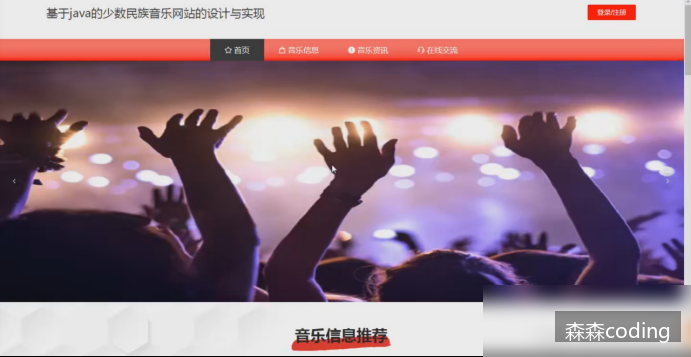 基于java的少数民族音乐网站的设计与实现
登录/注册
首页 音乐信息 音乐资讯 在线交流
音乐信息推荐
森森coding